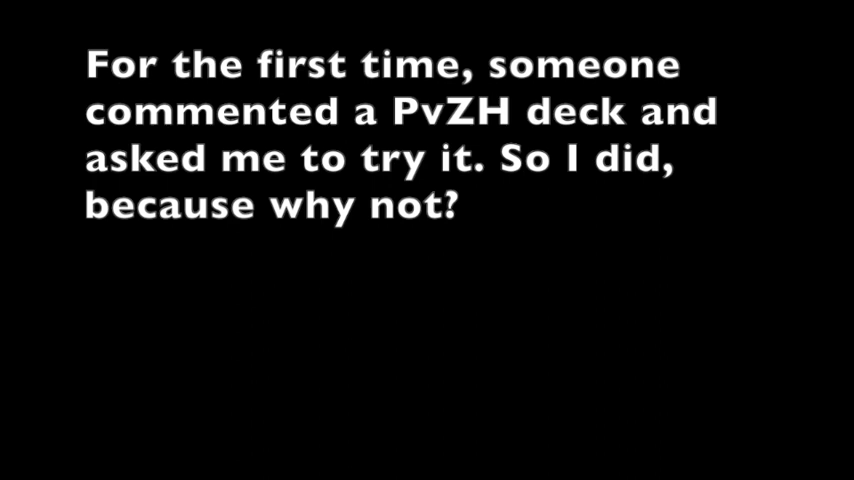 For the first time, someone
commented a PvZH deck and
asked me to try it. So I did,
because why not?